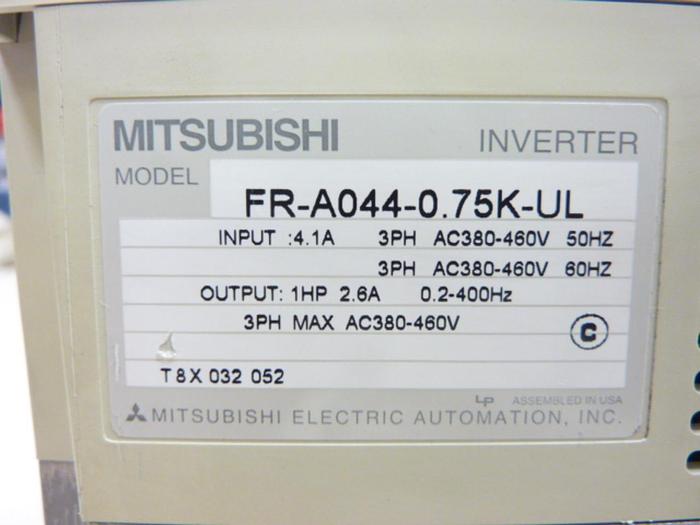 MITSUBISHI INVERTER
MODEL
FR-A044-0.75K-UL
INPUT :4.1A 3PH AC380-460V 50HZ
3PH AC380-460V 60HZ
OUTPUT: 1HP 2.6A 0.2-400Hz
3PH MAX AC380-460V
C
T8X 032 052
LP ASSEMBLED IN USA
MITSUBISHI ELECTRIC AUTOMATION, INC.